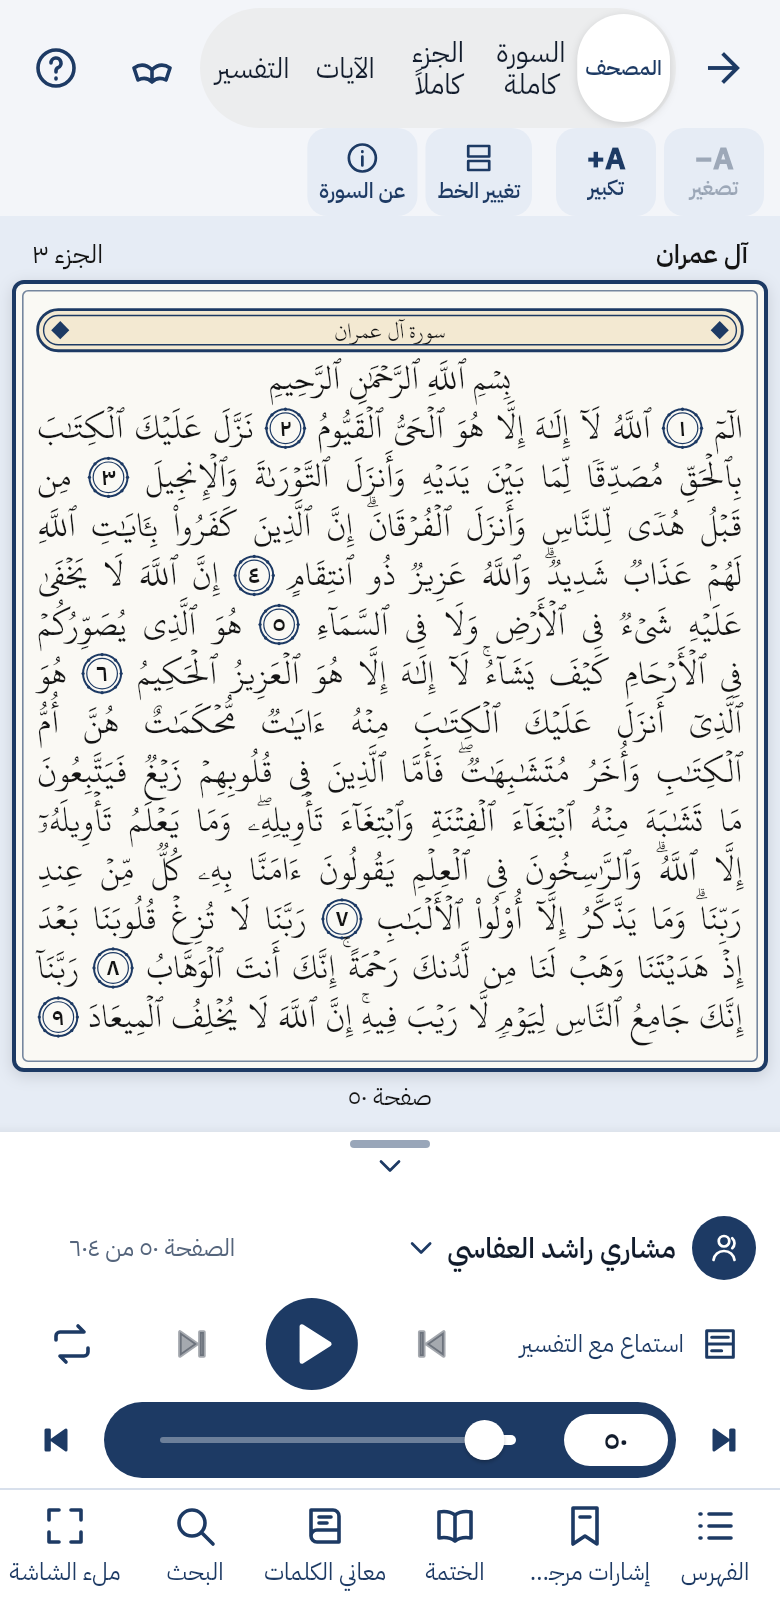 المصحف
السورة كاملة
الجزء كاملاً
الآيات
التفسير
A−
تصغير
A+
تكبير
تغيير الخط
عن السورة
آل عمران
الجزء ٣
سورة آل عمران
بِسْمِ ٱللَّهِ ٱلرَّحْمَٰنِ ٱلرَّحِيمِ
الٓمٓ ١ ٱللَّهُ لَآ إِلَٰهَ إِلَّا هُوَ ٱلْحَىُّ ٱلْقَيُّومُ ٢ نَزَّلَ عَلَيْكَ ٱلْكِتَٰبَ
بِٱلْحَقِّ مُصَدِّقًا لِّمَا بَيْنَ يَدَيْهِ وَأَنزَلَ ٱلتَّوْرَىٰةَ وَٱلْإِنجِيلَ ٣ مِن
قَبْلُ هُدًى لِّلنَّاسِ وَأَنزَلَ ٱلْفُرْقَانَ ۗ إِنَّ ٱلَّذِينَ كَفَرُوا۟ بِـَٔايَٰتِ ٱللَّهِ
لَهُمْ عَذَابٌ شَدِيدٌ ۗ وَٱللَّهُ عَزِيزٌ ذُو ٱنتِقَامٍ ٤ إِنَّ ٱللَّهَ لَا يَخْفَىٰ
عَلَيْهِ شَىْءٌ فِى ٱلْأَرْضِ وَلَا فِى ٱلسَّمَآءِ ٥ هُوَ ٱلَّذِى يُصَوِّرُكُمْ
فِى ٱلْأَرْحَامِ كَيْفَ يَشَآءُ ۚ لَآ إِلَٰهَ إِلَّا هُوَ ٱلْعَزِيزُ ٱلْحَكِيمُ ٦ هُوَ
ٱلَّذِىٓ أَنزَلَ عَلَيْكَ ٱلْكِتَٰبَ مِنْهُ ءَايَٰتٌ مُّحْكَمَٰتٌ هُنَّ أُمُّ
ٱلْكِتَٰبِ وَأُخَرُ مُتَشَٰبِهَٰتٌ ۖ فَأَمَّا ٱلَّذِينَ فِى قُلُوبِهِمْ زَيْغٌ فَيَتَّبِعُونَ
مَا تَشَٰبَهَ مِنْهُ ٱبْتِغَآءَ ٱلْفِتْنَةِ وَٱبْتِغَآءَ تَأْوِيلِهِۦ ۗ وَمَا يَعْلَمُ تَأْوِيلَهُۥٓ
إِلَّا ٱللَّهُ ۗ وَٱلرَّٰسِخُونَ فِى ٱلْعِلْمِ يَقُولُونَ ءَامَنَّا بِهِۦ كُلٌّ مِّنْ عِندِ
رَبِّنَا ۗ وَمَا يَذَّكَّرُ إِلَّآ أُو۟لُوا۟ ٱلْأَلْبَٰبِ ٧ رَبَّنَا لَا تُزِغْ قُلُوبَنَا بَعْدَ
إِذْ هَدَيْتَنَا وَهَبْ لَنَا مِن لَّدُنكَ رَحْمَةً ۚ إِنَّكَ أَنتَ ٱلْوَهَّابُ ٨ رَبَّنَآ
إِنَّكَ جَامِعُ ٱلنَّاسِ لِيَوْمٍ لَّا رَيْبَ فِيهِ ۚ إِنَّ ٱللَّهَ لَا يُخْلِفُ ٱلْمِيعَادَ ٩
صفحة ٥٠
مشاري راشد العفاسي
الصفحة ٥٠ من ٦٠٤
استماع مع التفسير
٥٠
الفهرس
إشارات مرجـ...
الختمة
معاني الكلمات
البحث
ملء الشاشة